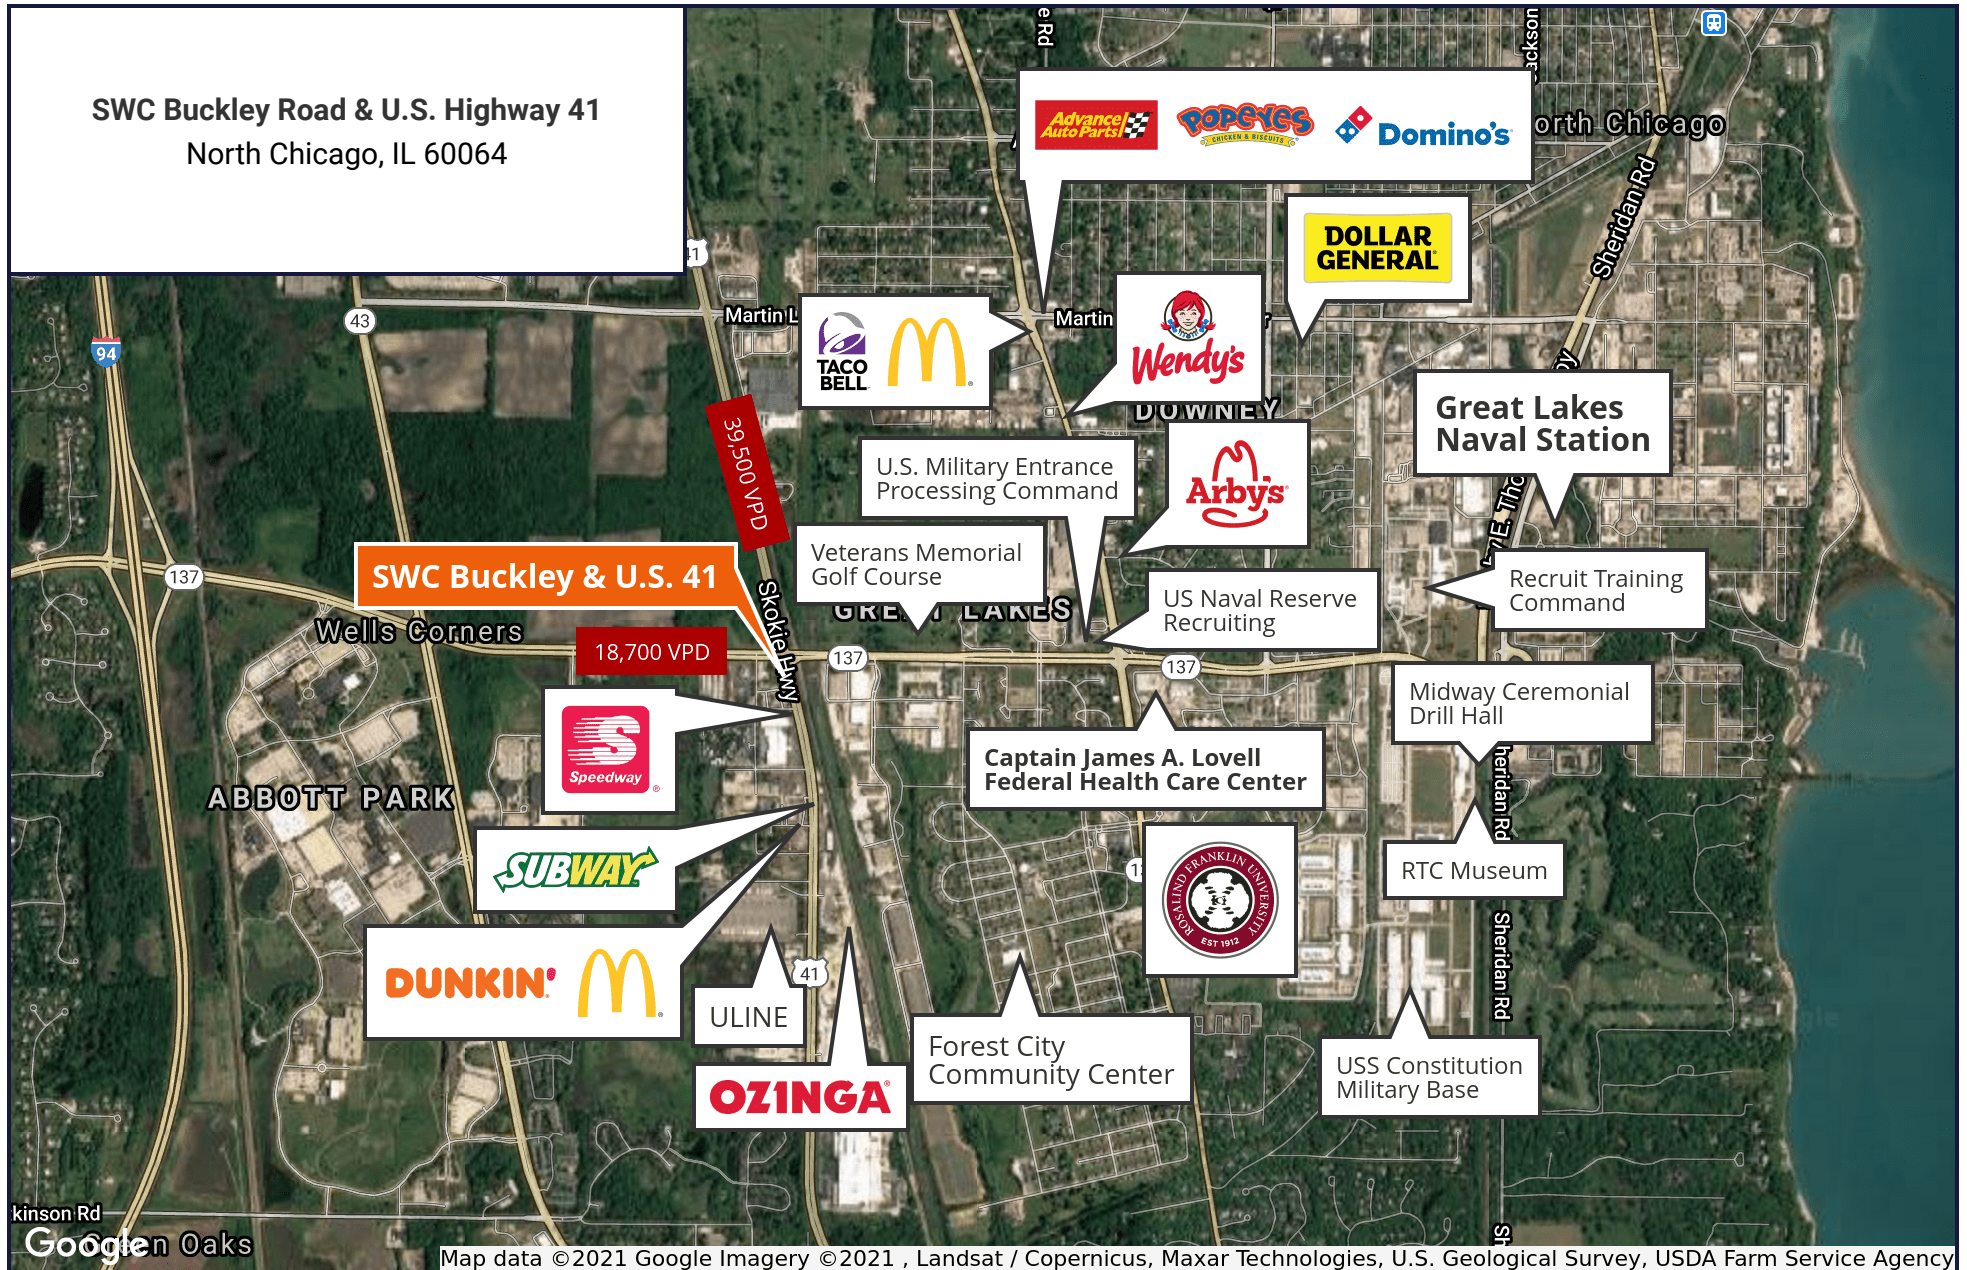 SWC Buckley Road & U.S. Highway 41
North Chicago, IL 60064
Advance
Auto Parts
POPEYES
CHICKEN & BISCUITS
Domino's
orth Chicago
Sheridan Rd
DOLLAR
GENERAL
41
43
94
Martin L
TACO
BELL
Martin
Wendy's
DOWNEY
Great Lakes
Naval Station
39,500 VPD
U.S. Military Entrance
Processing Command
Arby's
Veterans Memorial
Golf Course
137
SWC Buckley & U.S. 41
Skokie Hwy
GREAT LAKES
US Naval Reserve
Recruiting
Recruit Training
Command
Wells Corners
18,700 VPD
137
137
Midway Ceremonial
Drill Hall
Speedway
Captain James A. Lovell
Federal Health Care Center
ABBOTT PARK
heridan Rd
SUBWAY
RTC Museum
ROSALIND FRANKLIN UNIVERSITY
EST 1912
Sheridan Rd
DUNKIN'
41
ULINE
OZINGA
Forest City
Community Center
USS Constitution
Military Base
kinson Rd
Google
n Oaks
Map data ©2021 Google Imagery ©2021 , Landsat / Copernicus, Maxar Technologies, U.S. Geological Survey, USDA Farm Service Agency